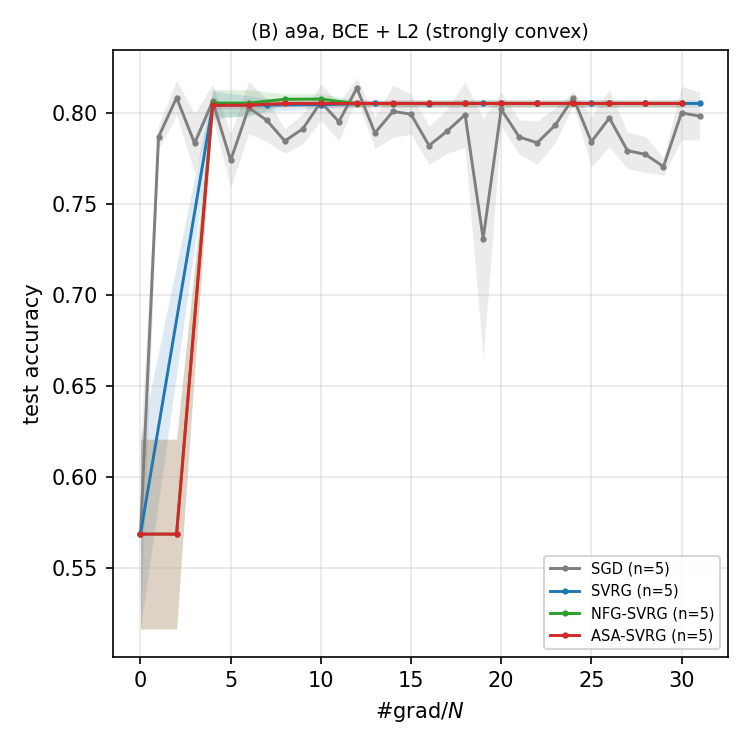 (B) a9a, BCE + L2 (strongly convex)
test accuracy
0.80
0.75
0.70
0.65
0.60
0.55
0 5 10 15 20 25 30
#grad/N
SGD (n=5)
SVRG (n=5)
NFG-SVRG (n=5)
ASA-SVRG (n=5)